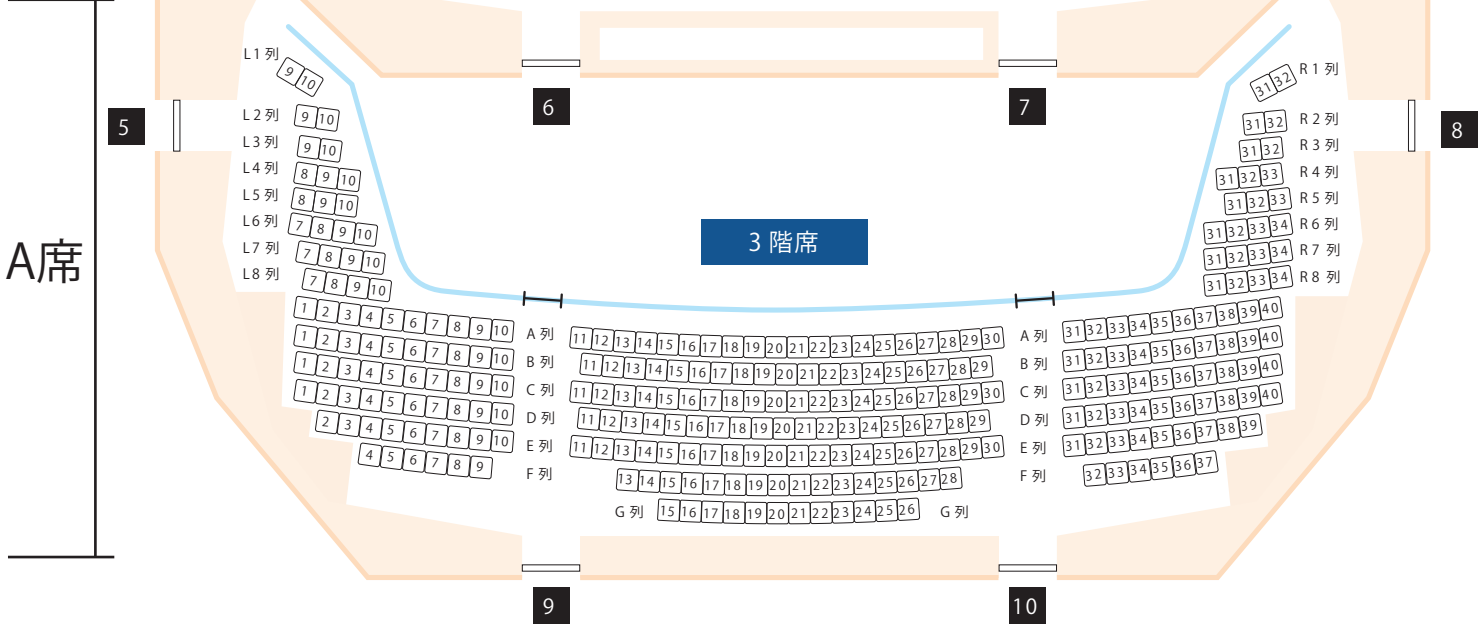 L1 列 9 10
31 32 R1 列
6 7
L2 列 9 10
31 32 R2 列
5 8
L3 列 9 10
31 32 R3 列
L4 列 8 9 10
31 32 33 R4 列
L5 列 8 9 10
31 32 33 R5 列
L6 列 7 8 9 10
31 32 33 34 R6 列
3 階席
L7 列 7 8 9 10
31 32 33 34 R7 列
A席
L8 列 7 8 9 10
31 32 33 34 R8 列
1 2 3 4 5 6 7 8 9 10 A 列 11 12 13 14 15 16 17 18 19 20 21 22 23 24 25 26 27 28 29 30 A 列 31 32 33 34 35 36 37 38 39 40
1 2 3 4 5 6 7 8 9 10 B 列 11 12 13 14 15 16 17 18 19 20 21 22 23 24 25 26 27 28 29 B 列 31 32 33 34 35 36 37 38 39 40
1 2 3 4 5 6 7 8 9 10 C 列 11 12 13 14 15 16 17 18 19 20 21 22 23 24 25 26 27 28 29 30 C 列 31 32 33 34 35 36 37 38 39 40
1 2 3 4 5 6 7 8 9 10 D 列 11 12 13 14 15 16 17 18 19 20 21 22 23 24 25 26 27 28 29 D 列 31 32 33 34 35 36 37 38 39 40
2 3 4 5 6 7 8 9 10 E 列 11 12 13 14 15 16 17 18 19 20 21 22 23 24 25 26 27 28 29 30 E 列 31 32 33 34 35 36 37 38 39
4 5 6 7 8 9 F 列 13 14 15 16 17 18 19 20 21 22 23 24 25 26 27 28 F 列 32 33 34 35 36 37
G 列 15 16 17 18 19 20 21 22 23 24 25 26 G 列
9 10